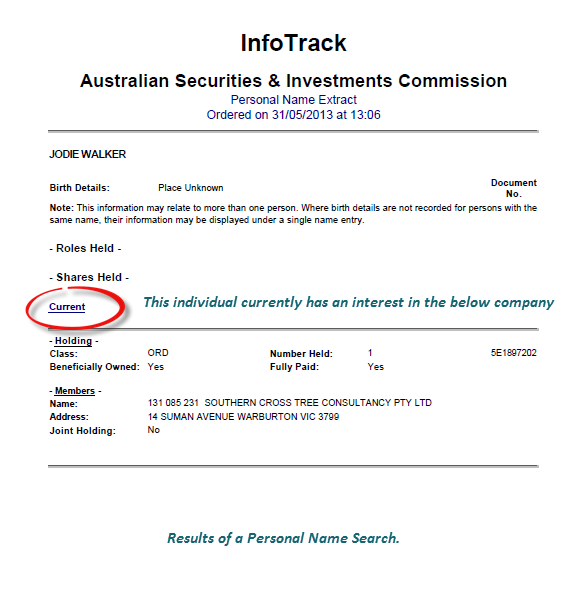 InfoTrack
Australian Securities & Investments Commission
Personal Name Extract
Ordered on 31/05/2013 at 13:06
JODIE WALKER
Birth Details: Place Unknown Document No.
Note: This information may relate to more than one person. Where birth details are not recorded for persons with the
same name, their information may be displayed under a single name entry.
- Roles Held -
- Shares Held -
Current This individual currently has an interest in the below company
- Holding -
Class: ORD Number Held: 1 5E1897202
Beneficially Owned: Yes Fully Paid: Yes
- Members -
Name: 131 085 231 SOUTHERN CROSS TREE CONSULTANCY PTY LTD
Address: 14 SUMAN AVENUE WARBURTON VIC 3799
Joint Holding: No
Results of a Personal Name Search.